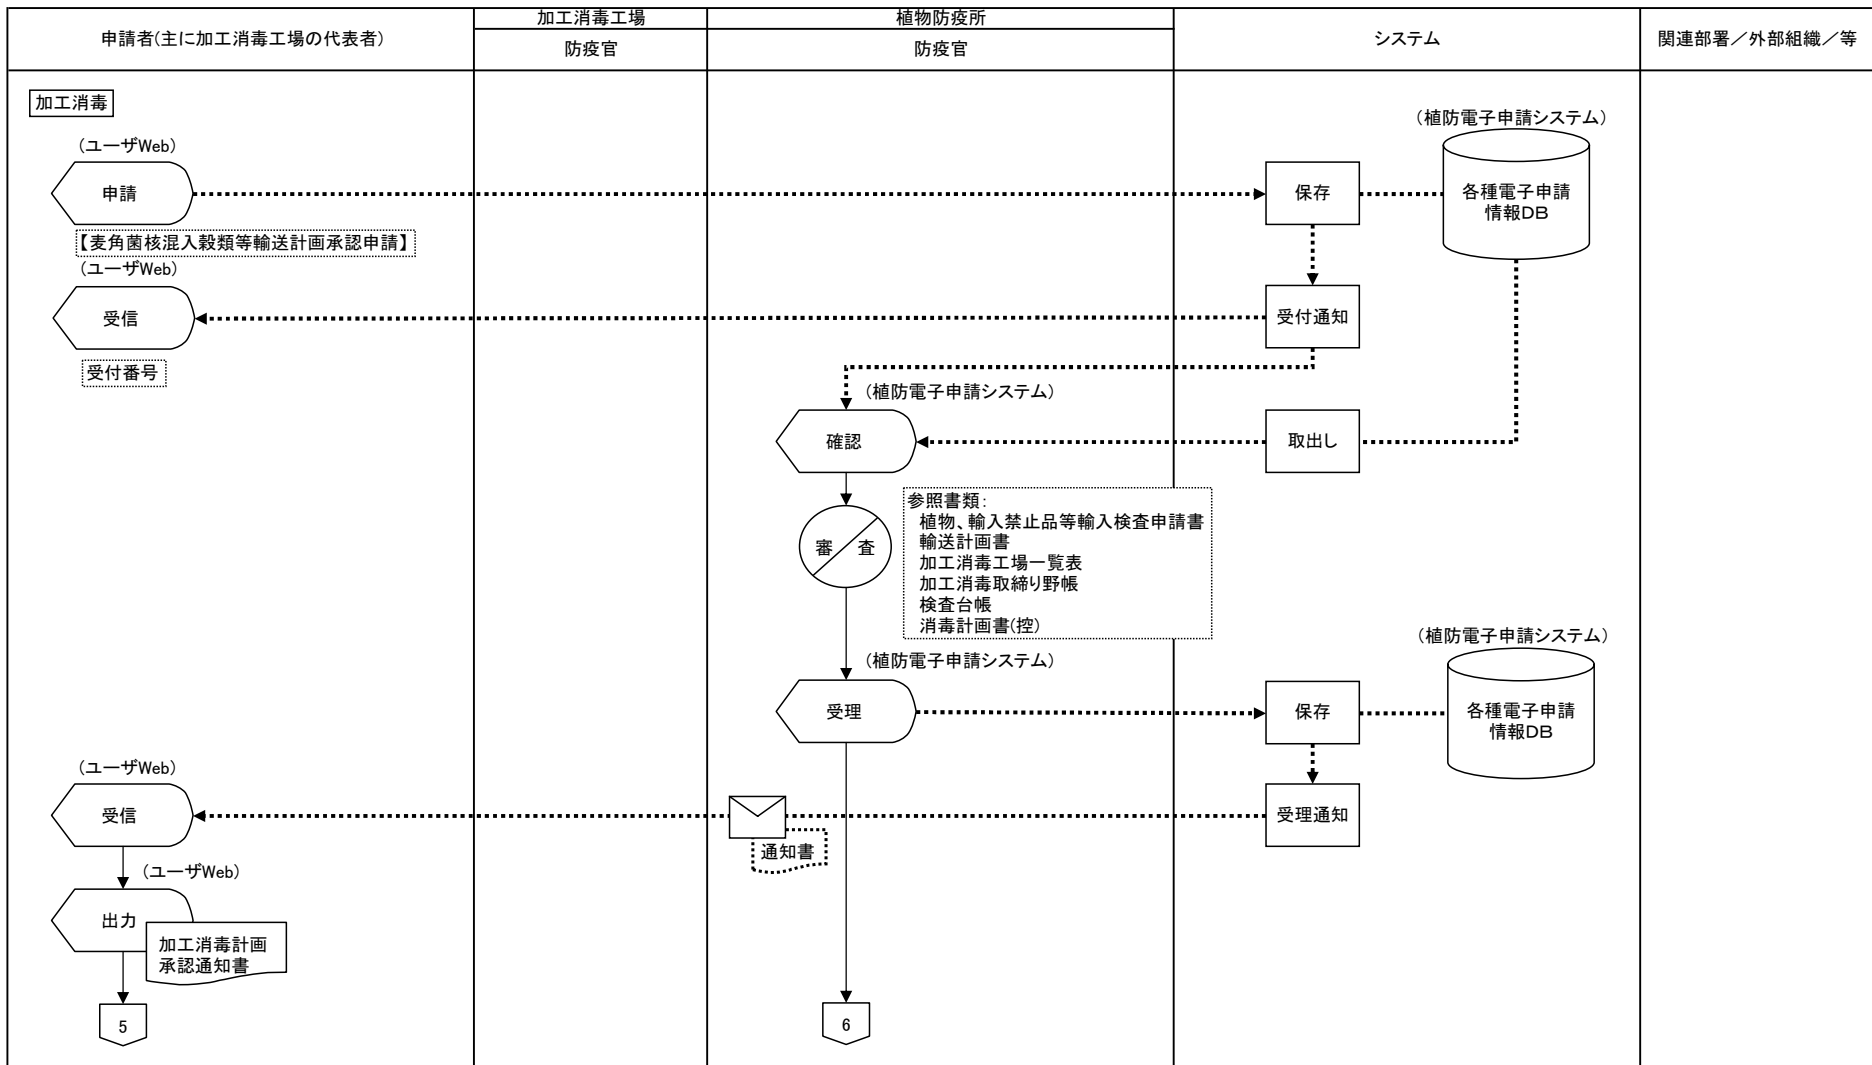 申請者(主に加工消毒工場の代表者)
加工消毒工場
防疫官
植物防疫所
防疫官
システム
関連部署／外部組織／等
加工消毒
(ユーザWeb)
申請
【麦角菌核混入穀類等輸送計画承認申請】
保存
(植防電子申請システム)
各種電子申請
情報DB
(ユーザWeb)
受信
受付番号
受付通知
(植防電子申請システム)
確認
取出し
審 査
参照書類:
植物、輸入禁止品等輸入検査申請書
輸送計画書
加工消毒工場一覧表
加工消毒取締り野帳
検査台帳
消毒計画書(控)
(植防電子申請システム)
受理
保存
(植防電子申請システム)
各種電子申請
情報DB
(ユーザWeb)
受信
通知書
受理通知
(ユーザWeb)
出力
加工消毒計画
承認通知書
5
6